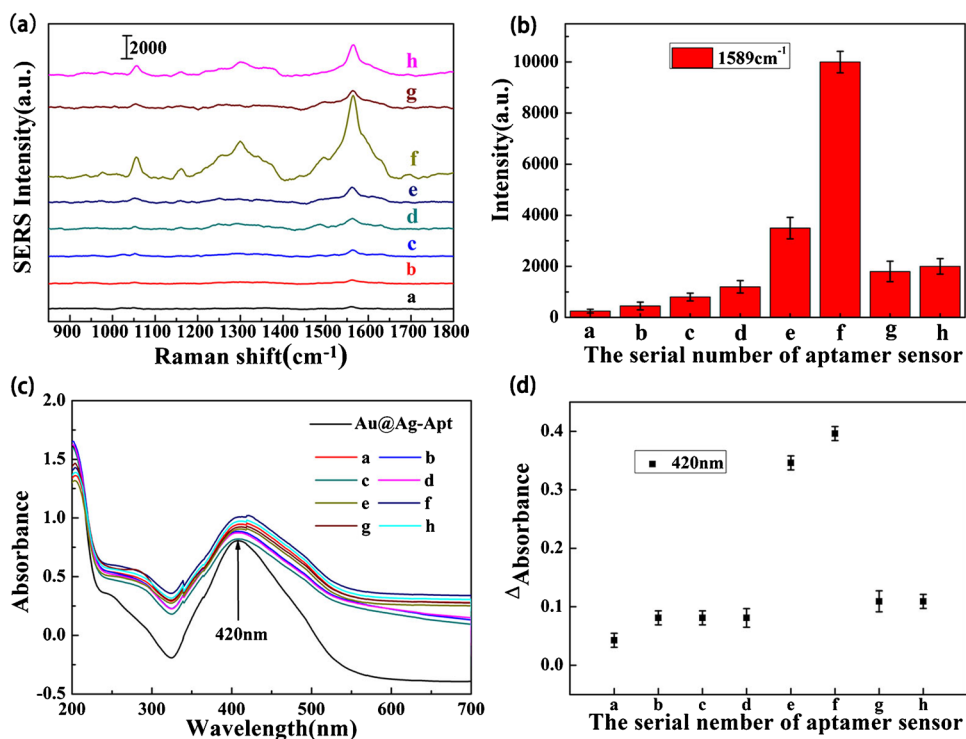 (a)
2000
h
g
f
e
d
c
b
a
SERS Intensity(a.u.)
900 1000 1100 1200 1300 1400 1500 1600 1700 1800
Raman shift(cm-1)
(b)
1589cm-1
10000
8000
6000
4000
2000
0
Intensity(a.u.)
a b c d e f g h
The serial number of aptamer sensor
(c)
2.0
1.5
1.0
0.5
0.0
-0.5
Absorbance
Au@Ag-Apt
a b
c d
e f
g h
420nm
200 300 400 500 600 700
Wavelength(nm)
(d)
0.4
0.3
0.2
0.1
0.0
ΔAbsorbance
420nm
a b c d e f g h
The serial nember of aptamer sensor